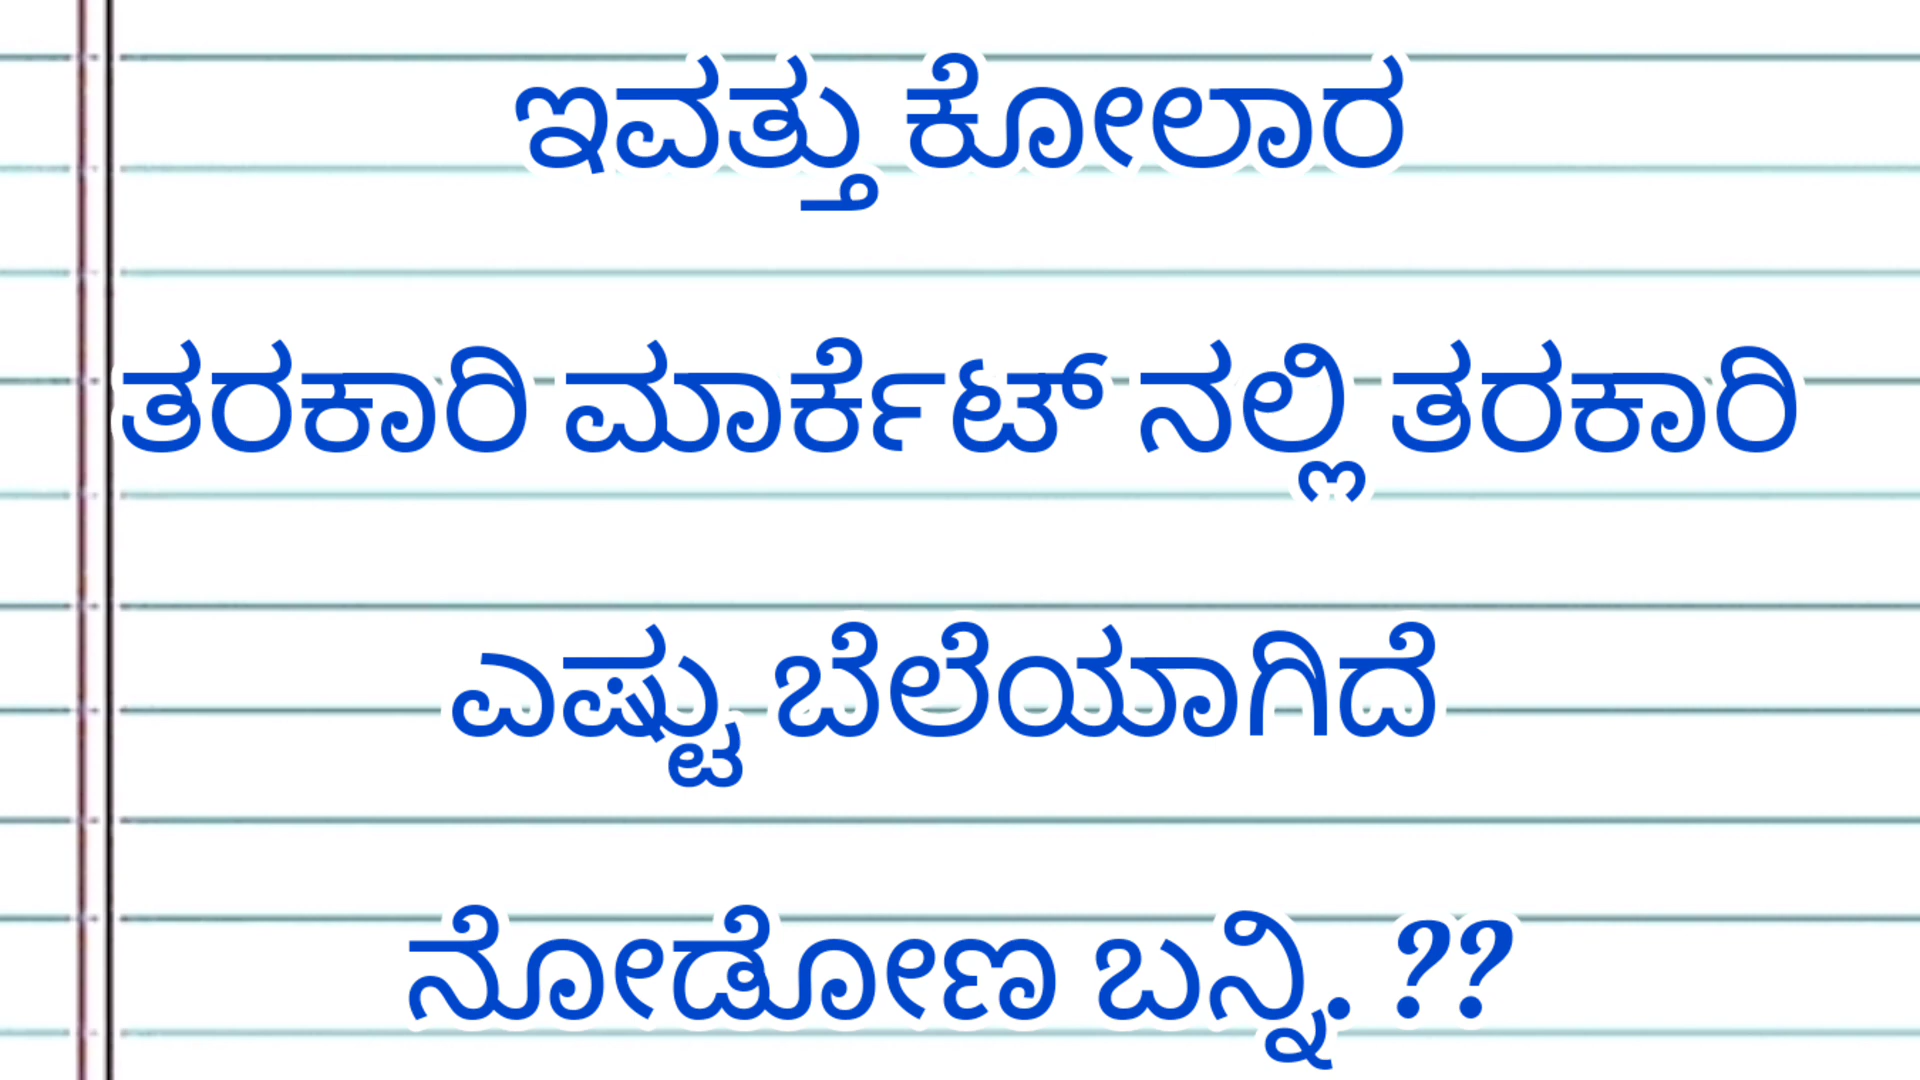 ಇವತ್ತು ಕೋಲಾರ
ತರಕಾರಿ ಮಾರ್ಕೆಟ್ ನಲ್ಲಿ ತರಕಾರಿ
ಎಷ್ಟು ಬೆಲೆಯಾಗಿದೆ
ನೋಡೋಣ ಬನ್ನಿ. ??